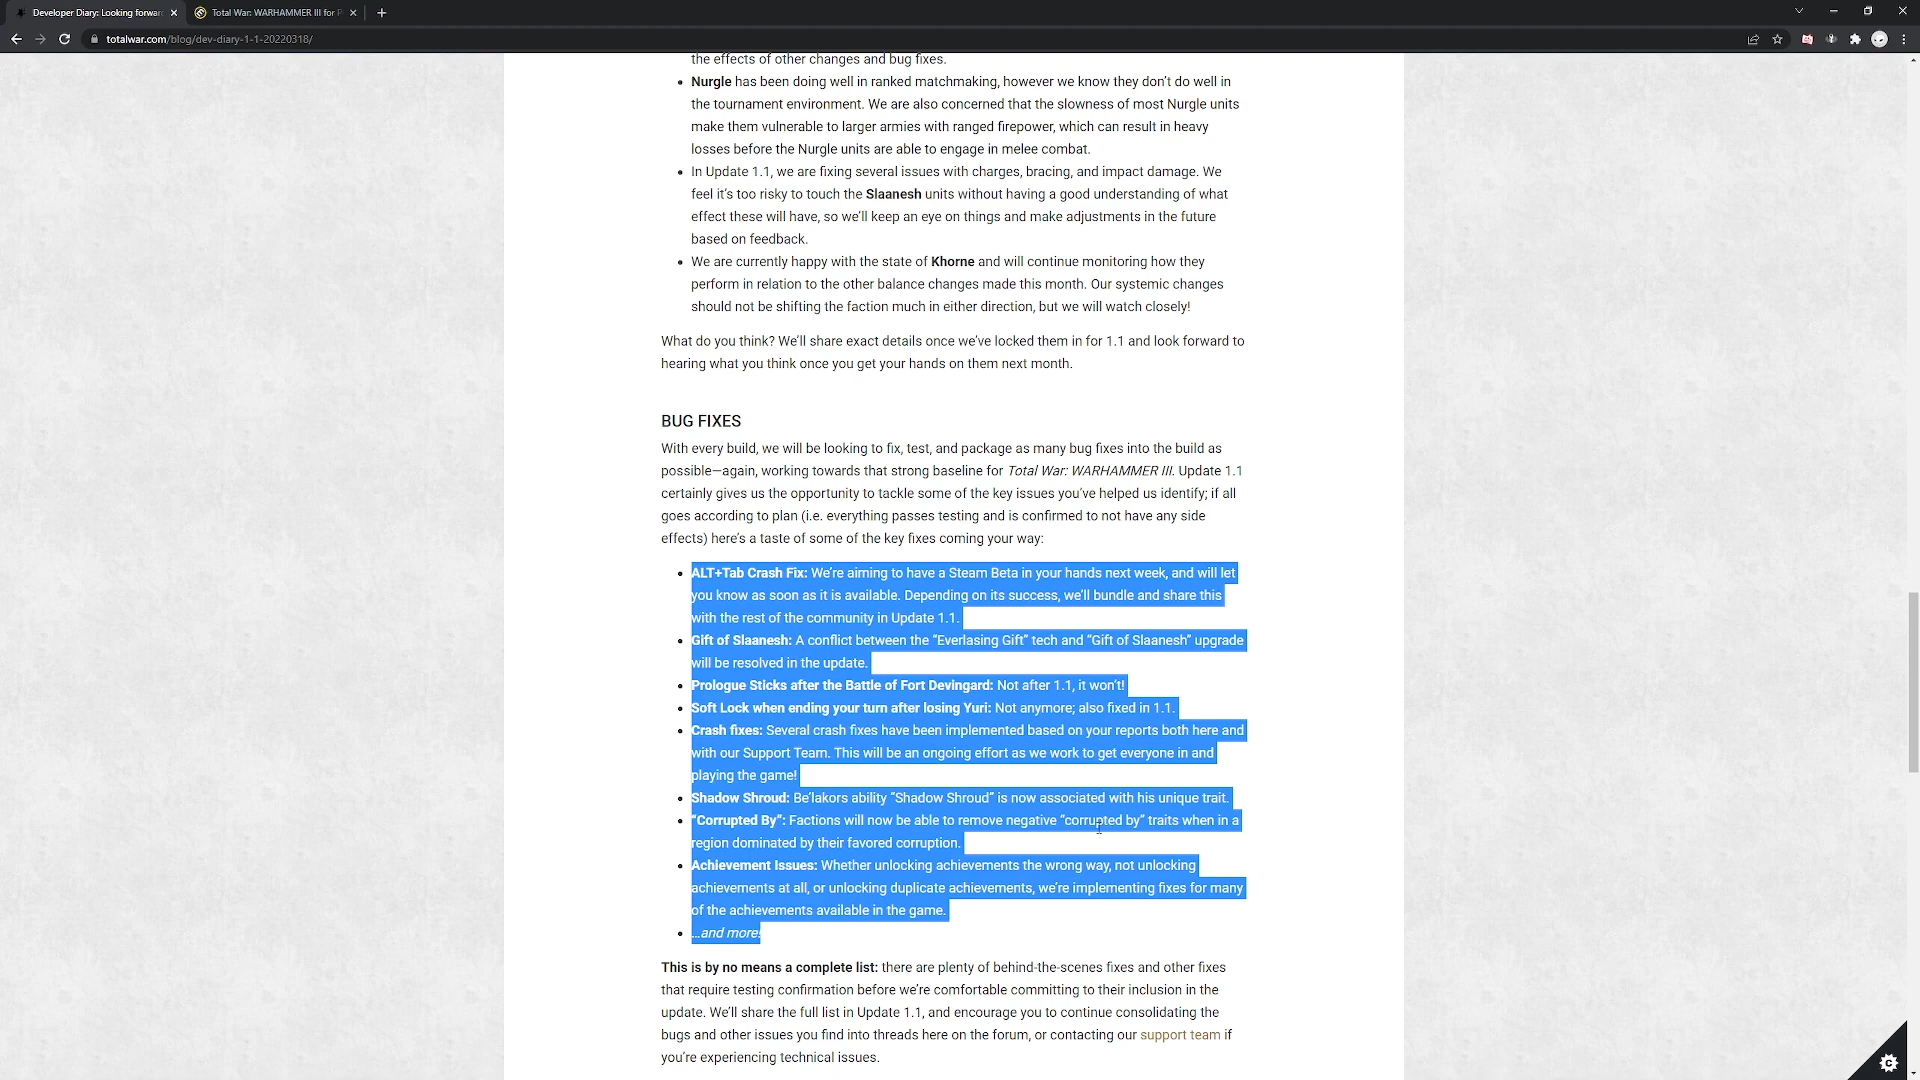 Developer Diary: Looking forwar
Total War: WARHAMMER III for P
totalwar.com/blog/dev-diary-1-1-20220318/
the effects of other changes and bug fixes.
• Nurgle has been doing well in ranked matchmaking, however we know they don't do well in
the tournament environment. We are also concerned that the slowness of most Nurgle units
make them vulnerable to larger armies with ranged firepower, which can result in heavy
losses before the Nurgle units are able to engage in melee combat.
• In Update 1.1, we are fixing several issues with charges, bracing, and impact damage. We
feel it's too risky to touch the Slaanesh units without having a good understanding of what
effect these will have, so we'll keep an eye on things and make adjustments in the future
based on feedback.
• We are currently happy with the state of Khorne and will continue monitoring how they
perform in relation to the other balance changes made this month. Our systemic changes
should not be shifting the faction much in either direction, but we will watch closely!
What do you think? We'll share exact details once we've locked them in for 1.1 and look forward to
hearing what you think once you get your hands on them next month.
BUG FIXES
With every build, we will be looking to fix, test, and package as many bug fixes into the build as
possible—again, working towards that strong baseline for Total War: WARHAMMER III. Update 1.1
certainly gives us the opportunity to tackle some of the key issues you've helped us identify; if all
goes according to plan (i.e. everything passes testing and is confirmed to not have any side
effects) here's a taste of some of the key fixes coming your way:
• ALT+Tab Crash Fix: We're aiming to have a Steam Beta in your hands next week, and will let
you know as soon as it is available. Depending on its success, we'll bundle and share this
with the rest of the community in Update 1.1.
• Gift of Slaanesh: A conflict between the "Everlasing Gift" tech and "Gift of Slaanesh" upgrade
will be resolved in the update.
• Prologue Sticks after the Battle of Fort Devingard: Not after 1.1, it won't!
• Soft Lock when ending your turn after losing Yuri: Not anymore; also fixed in 1.1.
• Crash fixes: Several crash fixes have been implemented based on your reports both here and
with our Support Team. This will be an ongoing effort as we work to get everyone in and
playing the game!
• Shadow Shroud: Be'lakors ability "Shadow Shroud" is now associated with his unique trait.
• "Corrupted By": Factions will now be able to remove negative "corrupted by" traits when in a
region dominated by their favored corruption.
• Achievement Issues: Whether unlocking achievements the wrong way, not unlocking
achievements at all, or unlocking duplicate achievements, we're implementing fixes for many
of the achievements available in the game.
• …and more!
This is by no means a complete list: there are plenty of behind-the-scenes fixes and other fixes
that require testing confirmation before we're comfortable committing to their inclusion in the
update. We'll share the full list in Update 1.1, and encourage you to continue consolidating the
bugs and other issues you find into threads here on the forum, or contacting our support team if
you're experiencing technical issues.